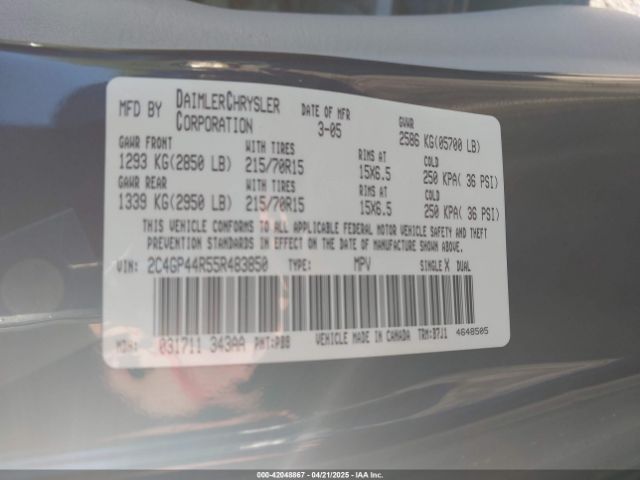 MFD BY DAIMLERCHRYSLER CORPORATION DATE OF MFR 3-05 GVWR 2586 KG(05700 LB)
GAWR FRONT WITH TIRES RIMS AT COLD
1293 KG(2850 LB) 215/70R15 15X6.5 250 KPA( 36 PSI)
GAWR REAR WITH TIRES RIMS AT COLD
1339 KG(2950 LB) 215/70R15 15X6.5 250 KPA( 36 PSI)
THIS VEHICLE CONFORMS TO ALL APPLICABLE FEDERAL MOTOR VEHICLE SAFETY AND THEFT
PREVENTION STANDARDS IN EFFECT ON THE DATE OF MANUFACTURE SHOWN ABOVE.
VIN: 2C4GP44R55R483850 TYPE: MPV SINGLE X DUAL
MDH: 031711 343AA PNT:PBB VEHICLE MADE IN CANADA TRM:B7J1 4648505
000-42048867 - 04/21/2025 - IAAI, Inc.